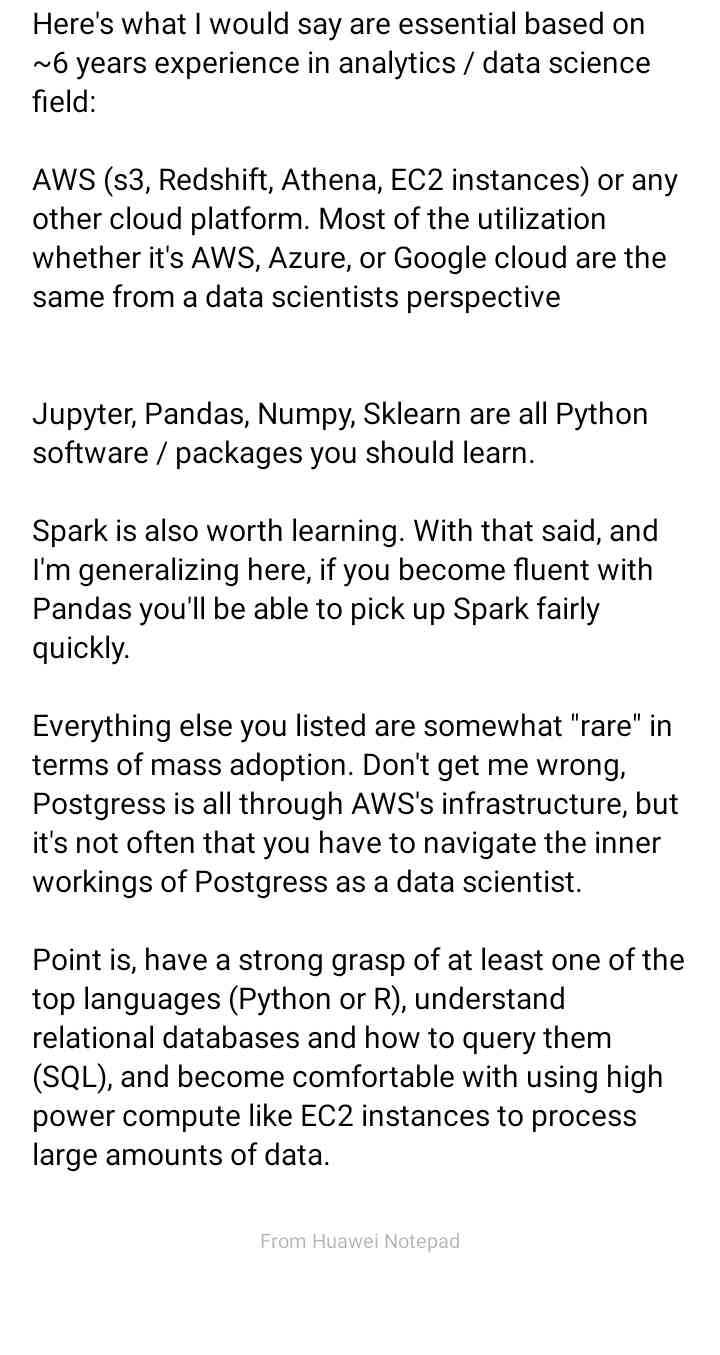 Here's what I would say are essential based on
~6 years experience in analytics / data science
field:
AWS (s3, Redshift, Athena, EC2 instances) or any
other cloud platform. Most of the utilization
whether it's AWS, Azure, or Google cloud are the
same from a data scientists perspective
Jupyter, Pandas, Numpy, Sklearn are all Python
software / packages you should learn.
Spark is also worth learning. With that said, and
I'm generalizing here, if you become fluent with
Pandas you'll be able to pick up Spark fairly
quickly.
Everything else you listed are somewhat "rare" in
terms of mass adoption. Don't get me wrong,
Postgress is all through AWS's infrastructure, but
it's not often that you have to navigate the inner
workings of Postgress as a data scientist.
Point is, have a strong grasp of at least one of the
top languages (Python or R), understand
relational databases and how to query them
(SQL), and become comfortable with using high
power compute like EC2 instances to process
large amounts of data.
From Huawei Notepad